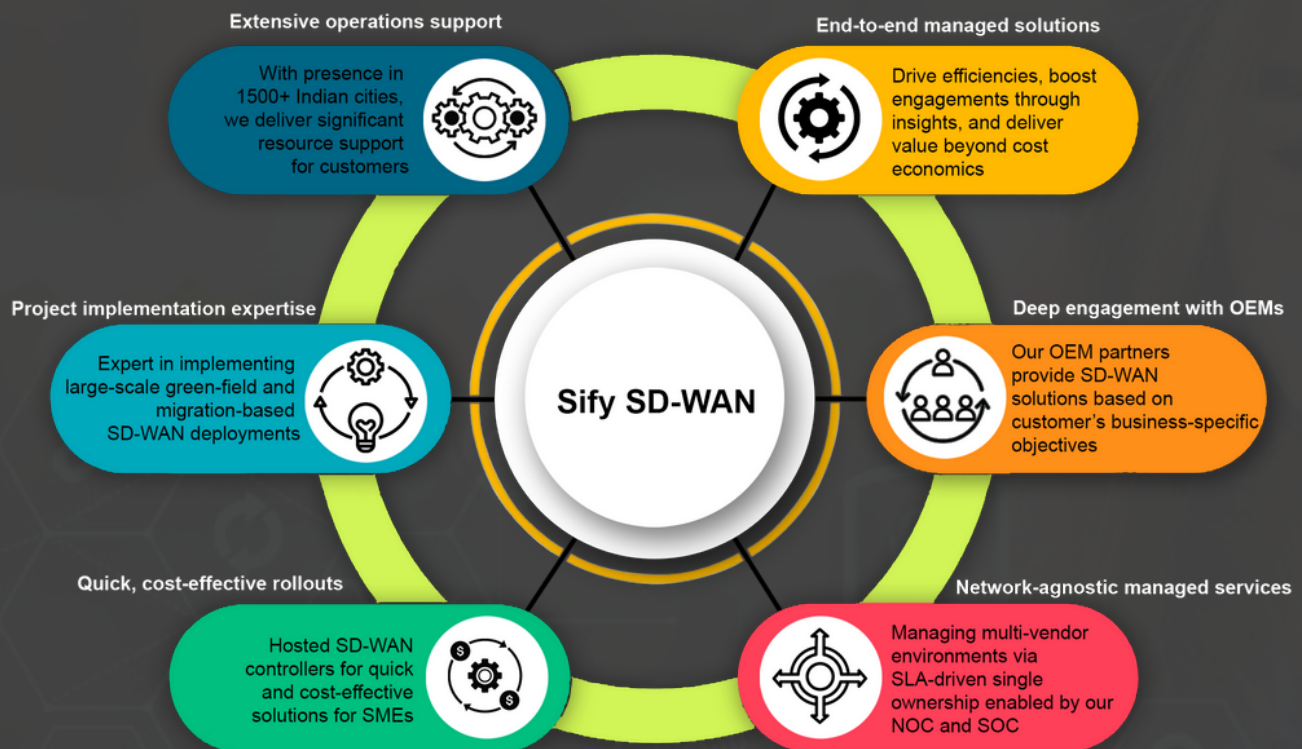 Extensive operations support
With presence in
1500+ Indian cities,
we deliver significant
resource support
for customers
End-to-end managed solutions
Drive efficiencies, boost
engagements through
insights, and deliver
value beyond cost
economics
Project implementation expertise
Expert in implementing
large-scale green-field and
migration-based
SD-WAN deployments
Sify SD-WAN
Deep engagement with OEMs
Our OEM partners
provide SD-WAN
solutions based on
customer’s business-specific
objectives
Quick, cost-effective rollouts
Hosted SD-WAN
controllers for quick
and cost-effective
solutions for SMEs
$
$
Network-agnostic managed services
Managing multi-vendor
environments via
SLA-driven single
ownership enabled by our
NOC and SOC